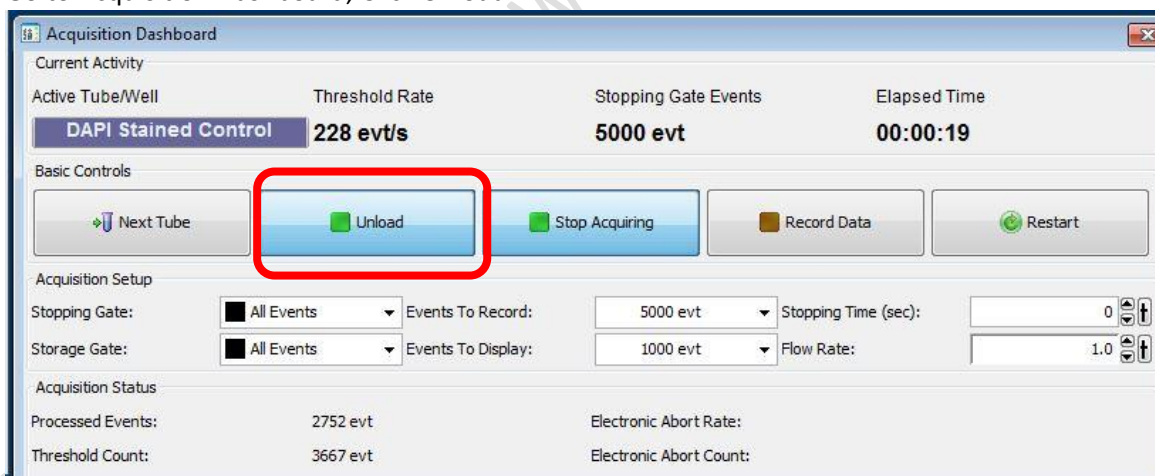 Acquisition Dashboard
Current Activity
Active Tube/Well Threshold Rate Stopping Gate Events Elapsed Time
DAPI Stained Control 228 evt/s 5000 evt 00:00:19
Basic Controls
Next Tube Unload Stop Acquiring Record Data Restart
Acquisition Setup
Stopping Gate: All Events Events To Record: 5000 evt Stopping Time (sec): 0
Storage Gate: All Events Events To Display: 1000 evt Flow Rate: 1.0
Acquisition Status
Processed Events: 2752 evt Electronic Abort Rate:
Threshold Count: 3667 evt Electronic Abort Count: